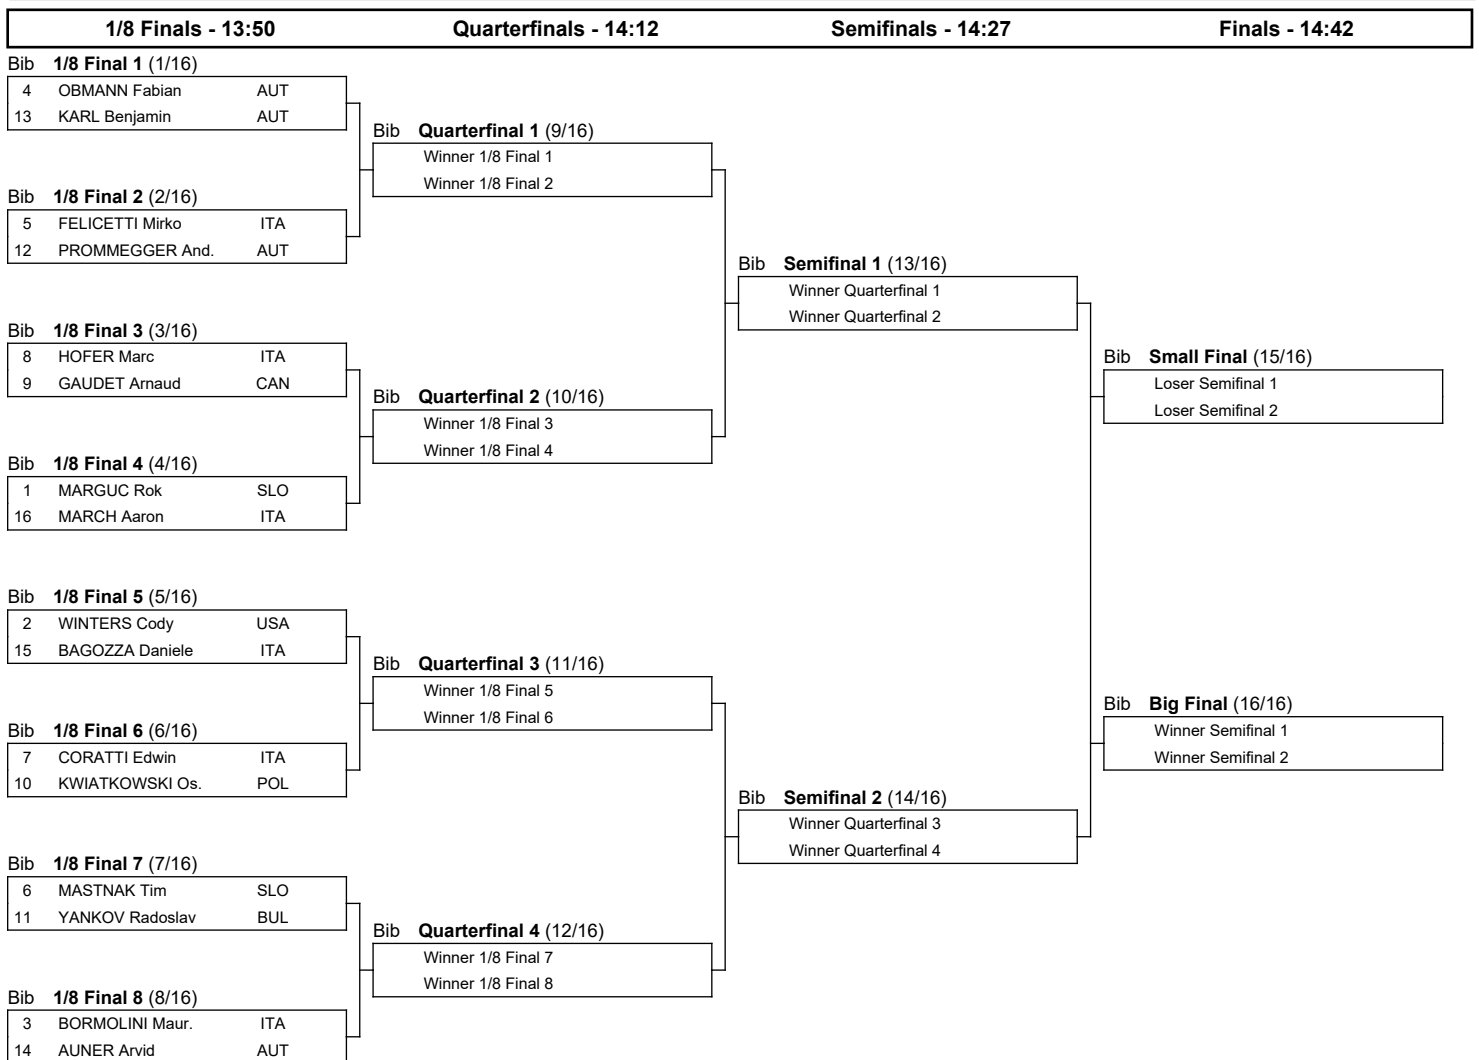 1/8 Finals - 13:50 Quarterfinals - 14:12 Semifinals - 14:27 Finals - 14:42
Bib 1/8 Final 1 (1/16)
4 OBMANN Fabian AUT
13 KARL Benjamin AUT
Bib 1/8 Final 2 (2/16)
5 FELICETTI Mirko ITA
12 PROMMEGGER And. AUT
Bib 1/8 Final 3 (3/16)
8 HOFER Marc ITA
9 GAUDET Arnaud CAN
Bib 1/8 Final 4 (4/16)
1 MARGUC Rok SLO
16 MARCH Aaron ITA
Bib 1/8 Final 5 (5/16)
2 WINTERS Cody USA
15 BAGOZZA Daniele ITA
Bib 1/8 Final 6 (6/16)
7 CORATTI Edwin ITA
10 KWIATKOWSKI Os. POL
Bib 1/8 Final 7 (7/16)
6 MASTNAK Tim SLO
11 YANKOV Radoslav BUL
Bib 1/8 Final 8 (8/16)
3 BORMOLINI Maur. ITA
14 AUNER Arvid AUT
Bib Quarterfinal 1 (9/16)
Winner 1/8 Final 1
Winner 1/8 Final 2
Bib Quarterfinal 2 (10/16)
Winner 1/8 Final 3
Winner 1/8 Final 4
Bib Quarterfinal 3 (11/16)
Winner 1/8 Final 5
Winner 1/8 Final 6
Bib Quarterfinal 4 (12/16)
Winner 1/8 Final 7
Winner 1/8 Final 8
Bib Semifinal 1 (13/16)
Winner Quarterfinal 1
Winner Quarterfinal 2
Bib Semifinal 2 (14/16)
Winner Quarterfinal 3
Winner Quarterfinal 4
Bib Small Final (15/16)
Loser Semifinal 1
Loser Semifinal 2
Bib Big Final (16/16)
Winner Semifinal 1
Winner Semifinal 2